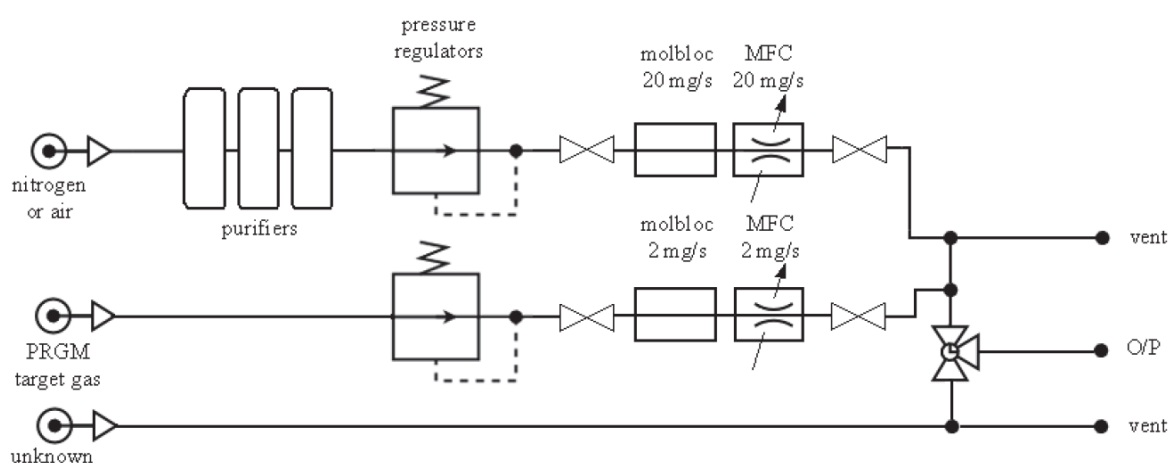 pressure
regulators
molbloc
20 mg/s
MFC
20 mg/s
nitrogen
or air
purifiers
molbloc
2 mg/s
MFC
2 mg/s
vent
PRGM
target gas
O/P
unknown
vent